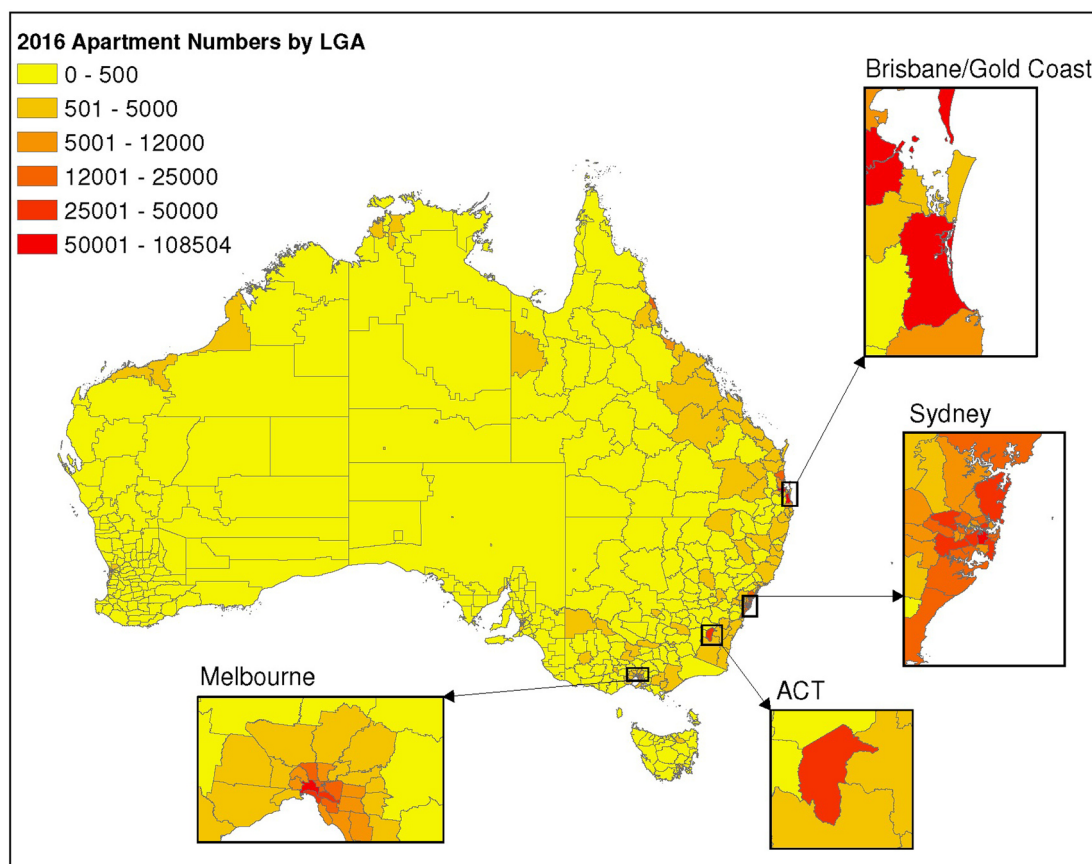 2016 Apartment Numbers by LGA
0 - 500
501 - 5000
5001 - 12000
12001 - 25000
25001 - 50000
50001 - 108504
Brisbane/Gold Coast
Sydney
Melbourne
ACT